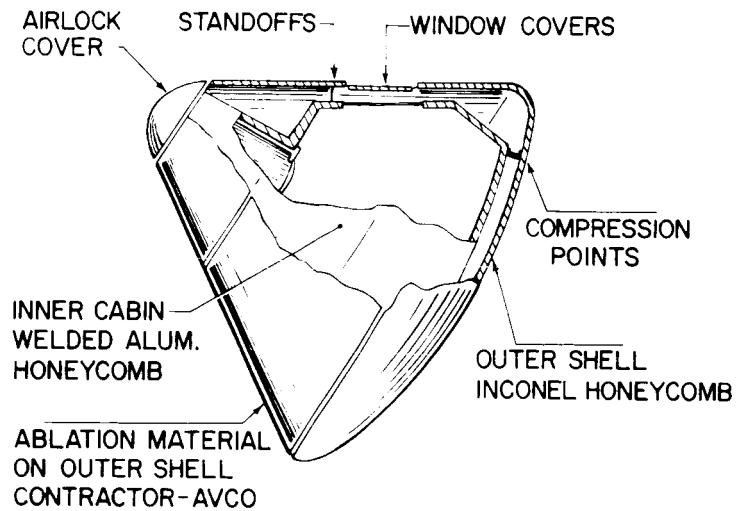 AIRLOCK
COVER
STANDOFFS
WINDOW COVERS
COMPRESSION
POINTS
INNER CABIN
WELDED ALUM.
HONEYCOMB
OUTER SHELL
INCONEL HONEYCOMB
ABLATION MATERIAL
ON OUTER SHELL
CONTRACTOR-AVCO